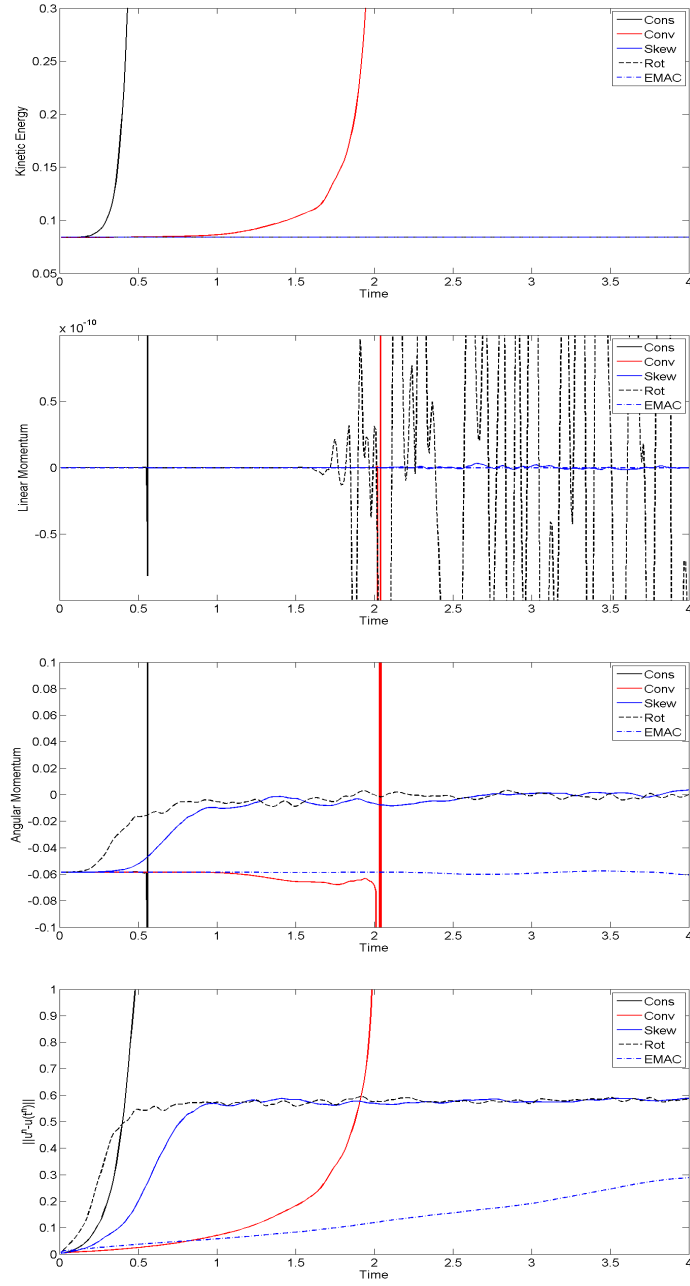 0.3
0.25
0.2
0.15
0.1
0.05
Kinetic Energy
0 0.5 1 1.5 2 2.5 3 3.5 4
Time
Cons
Conv
Skew
Rot
EMAC
x 10^-10
0.5
0
-0.5
Linear Momentum
0 0.5 1 1.5 2 2.5 3 3.5 4
Time
Cons
Conv
Skew
Rot
EMAC
0.1
0.08
0.06
0.04
0.02
0
-0.02
-0.04
-0.06
-0.08
-0.1
Angular Momentum
0 0.5 1 1.5 2 2.5 3 3.5 4
Time
Cons
Conv
Skew
Rot
EMAC
1
0.9
0.8
0.7
0.6
0.5
0.4
0.3
0.2
0.1
0
||u^n-u(t^n)||
0 0.5 1 1.5 2 2.5 3 3.5 4
Time
Cons
Conv
Skew
Rot
EMAC